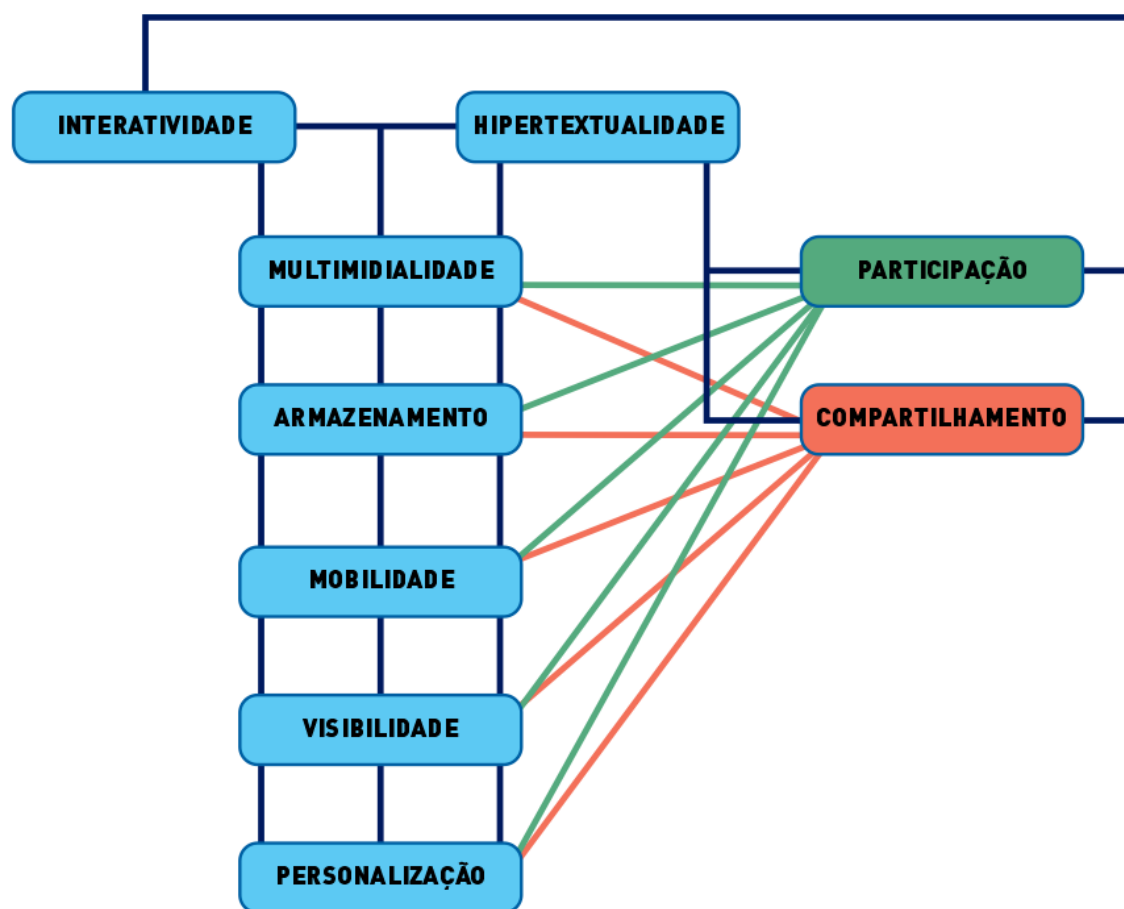 INTERATIVIDADE
HIPERTEXTUALIDADE
MULTIMIDIALIDADE
PARTICIPAÇÃO
ARMAZENAMENTO
COMPARTILHAMENTO
MOBILIDADE
VISIBILIDADE
PERSONALIZAÇÃO